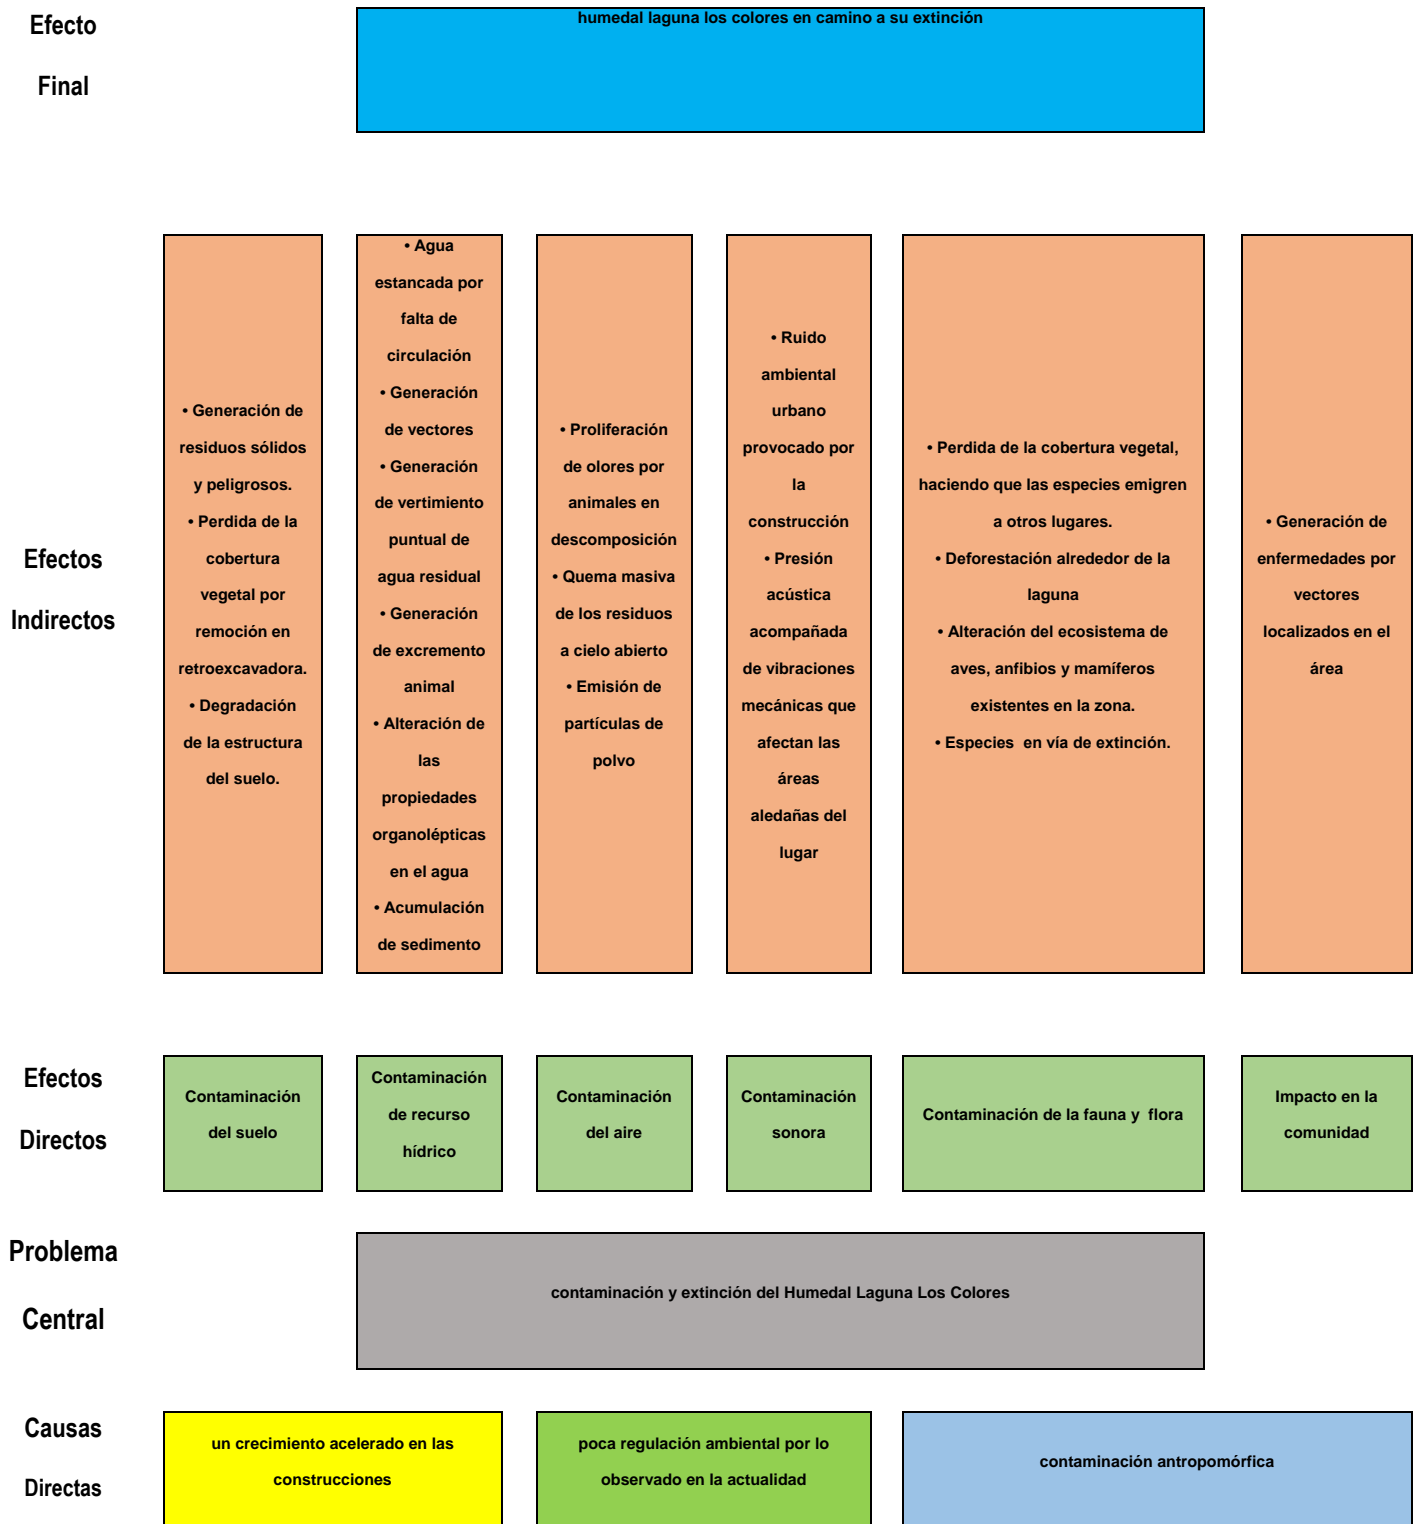 Efecto
Final
humedal laguna los colores en camino a su extinción
Efectos
Indirectos
• Generación de
residuos sólidos
y peligrosos.
• Perdida de la
cobertura
vegetal por
remoción en
retroexcavadora.
• Degradación
de la estructura
del suelo.
• Agua
estancada por
falta de
circulación
• Generación
de vectores
• Generación
de vertimiento
puntual de
agua residual
• Generación
de excremento
animal
• Alteración de
las
propiedades
organolépticas
en el agua
• Acumulación
de sedimento
• Proliferación
de olores por
animales en
descomposición
• Quema masiva
de los residuos
a cielo abierto
• Emisión de
partículas de
polvo
• Ruido
ambiental
urbano
provocado por
la
construcción
• Presión
acústica
acompañada
de vibraciones
mecánicas que
afectan las
áreas
aledañas del
lugar
• Perdida de la cobertura vegetal,
haciendo que las especies emigren
a otros lugares.
• Deforestación alrededor de la
laguna
• Alteración del ecosistema de
aves, anfibios y mamíferos
existentes en la zona.
• Especies  en vía de extinción.
• Generación de
enfermedades por
vectores
localizados en el
área
Efectos
Directos
Contaminación
del suelo
Contaminación
de recurso
hídrico
Contaminación
del aire
Contaminación
sonora
Contaminación de la fauna y  flora
Impacto en la
comunidad
Problema
Central
contaminación y extinción del Humedal Laguna Los Colores
Causas
Directas
un crecimiento acelerado en las
construcciones
poca regulación ambiental por lo
observado en la actualidad
contaminación antropomórfica